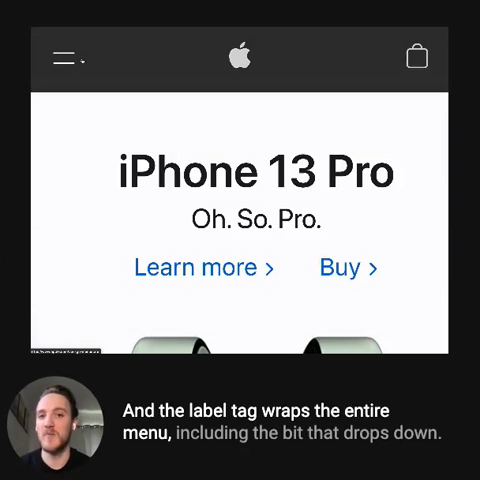 iPhone 13 Pro
Oh. So. Pro.
Learn more > Buy >
And the label tag wraps the entire
menu, including the bit that drops down.